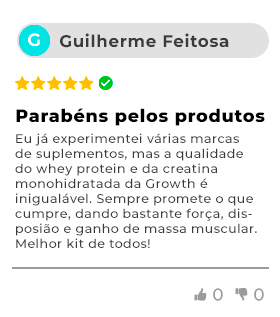 G Guilherme Feitosa
Parabéns pelos produtos
Eu já experimentei várias marcas
de suplementos, mas a qualidade
do whey protein e da creatina
monohidratada da Growth é
inigualável. Sempre promete o que
cumpre, dando bastante força, dis-
posião e ganho de massa muscular.
Melhor kit de todos!
0 0